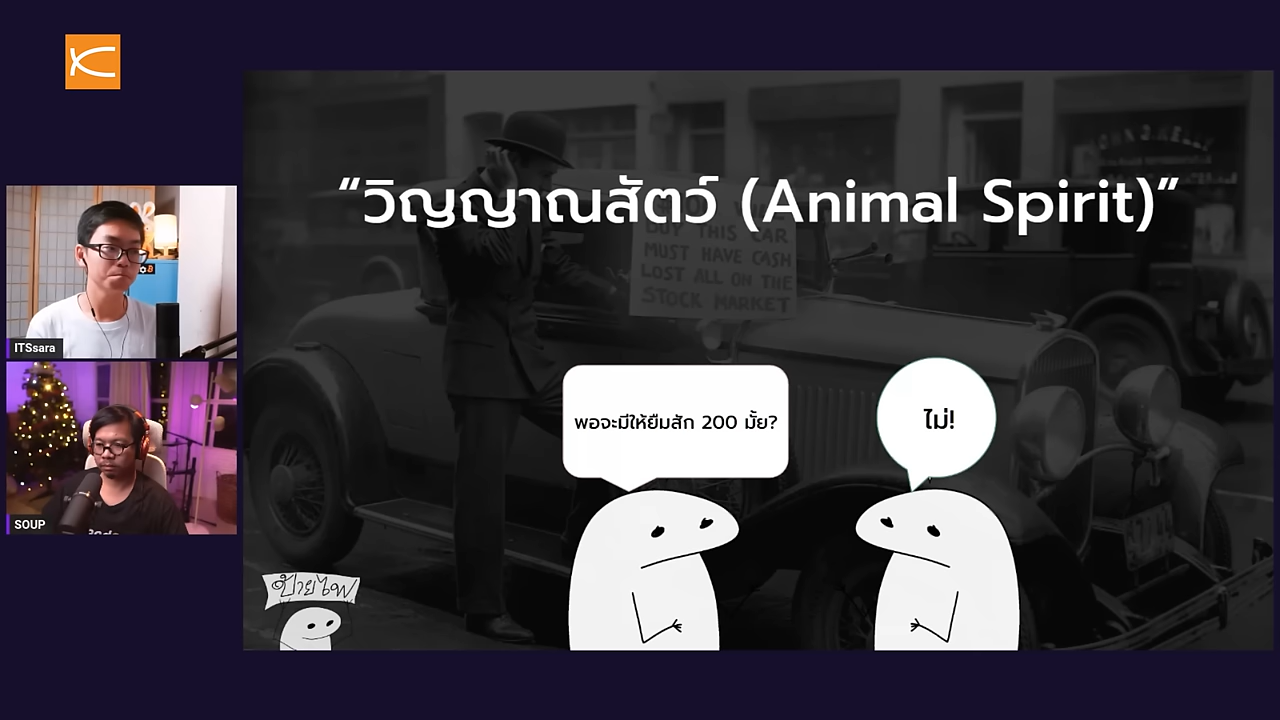 “วิญญาณสัตว์ (Animal Spirit)”
BUY THIS CAR
MUST HAVE CASH
LOST ALL ON THE
STOCK MARKET
พอจะมีให้ยืมสัก 200 มั้ย?
ไม่!
ITSsara
SOUP
ป้ายไฟ